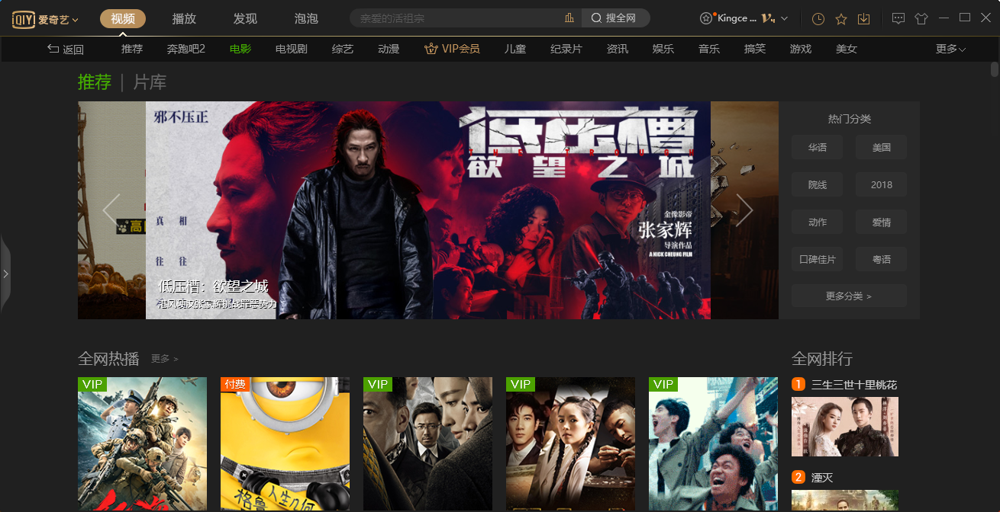 QIY 爱奇艺 视频 播放 发现 泡泡 亲爱的活祖宗 搜全网 Kingce ... V4
返回 推荐 奔跑吧2 电影 电视剧 综艺 动漫 VIP会员 儿童 纪录片 资讯 娱乐 音乐 搞笑 游戏 美女 更多
推荐 | 片库
邪不压正
低压槽
THE TROUGH
欲望之城
真相
往往
金像影帝
张家辉
导演作品
A NICK CHEUNG FILM
低压槽：欲望之城
港风硬汉张家辉挑战罪恶势力
热门分类
华语 美国
院线 2018
动作 爱情
口碑佳片 粤语
更多分类 >
全网热播 更多 >
VIP 付费 VIP VIP VIP
格鲁 人生几何
全网排行
1 三生三世十里桃花
2 湮灭